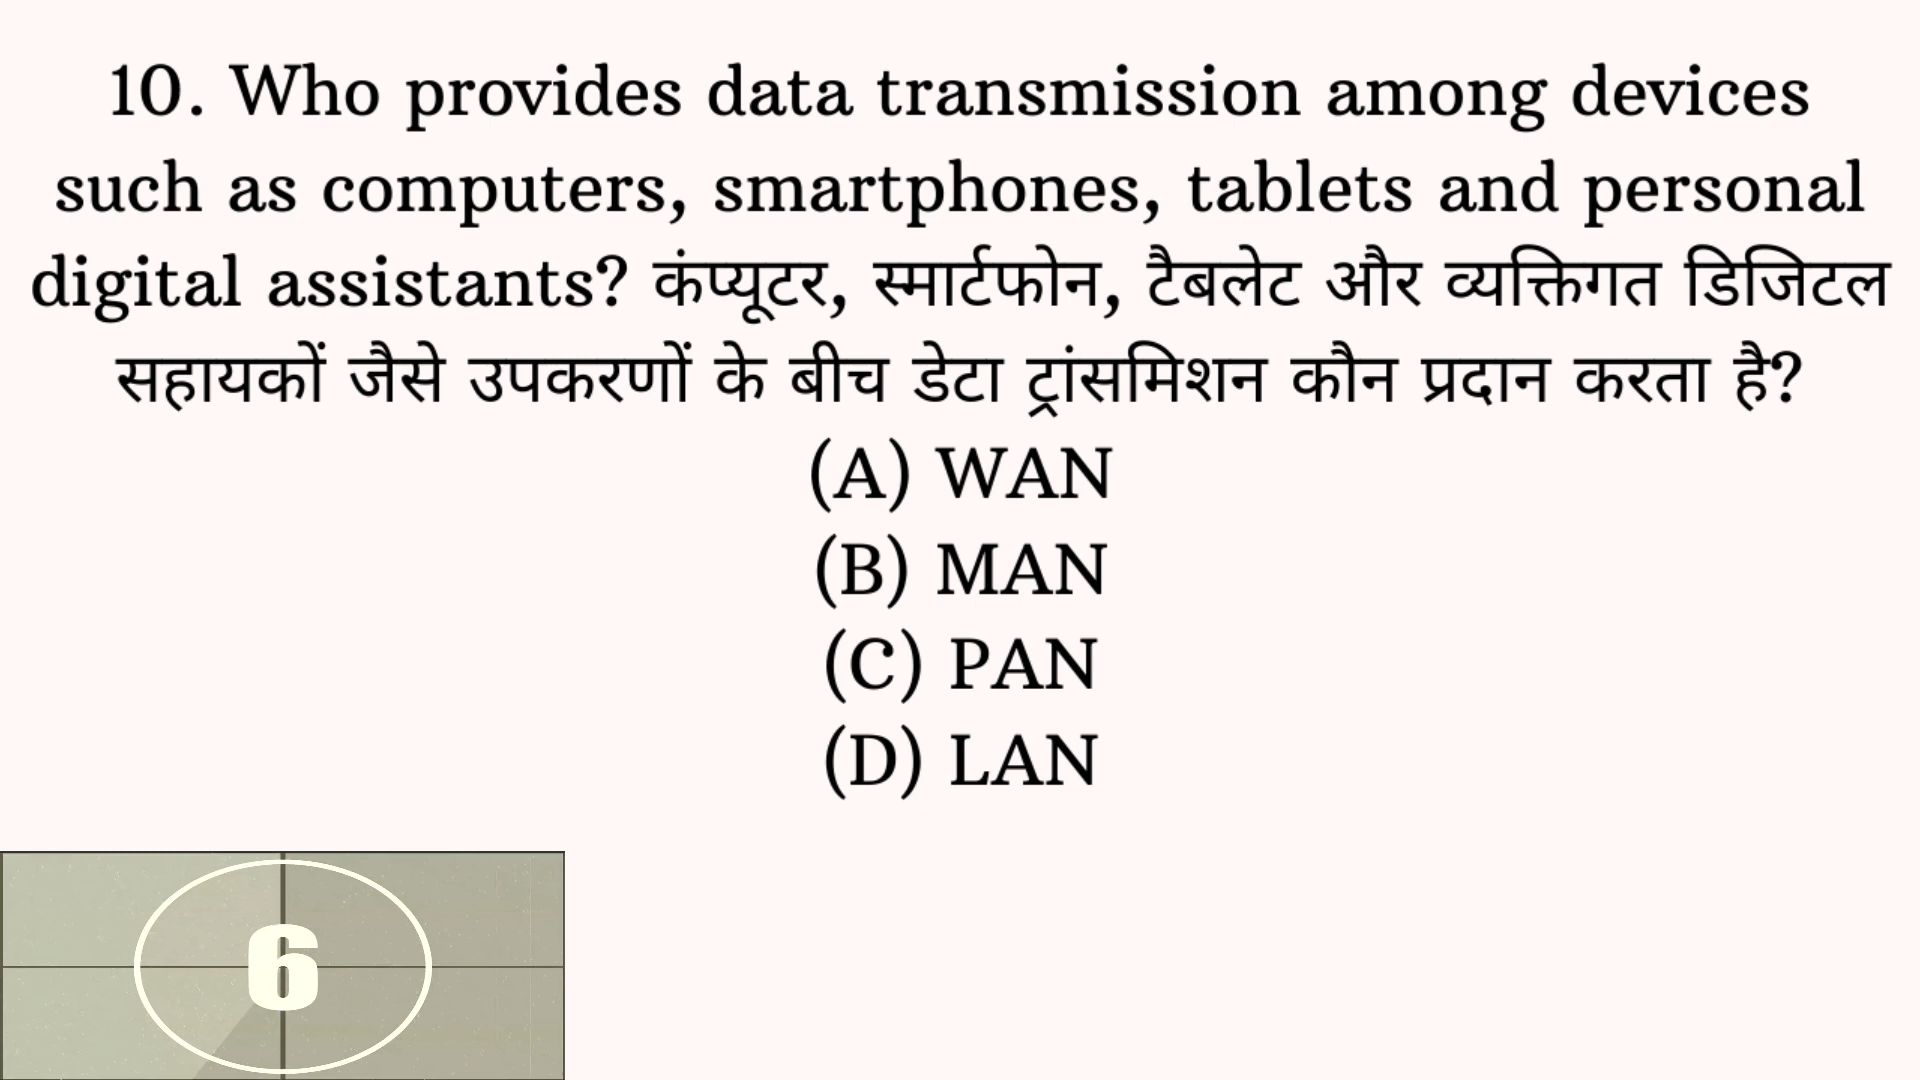 10. Who provides data transmission among devices
such as computers, smartphones, tablets and personal
digital assistants? कंप्यूटर, स्मार्टफोन, टैबलेट और व्यक्तिगत डिजिटल
सहायकों जैसे उपकरणों के बीच डेटा ट्रांसमिशन कौन प्रदान करता है?
(A) WAN
(B) MAN
(C) PAN
(D) LAN
6